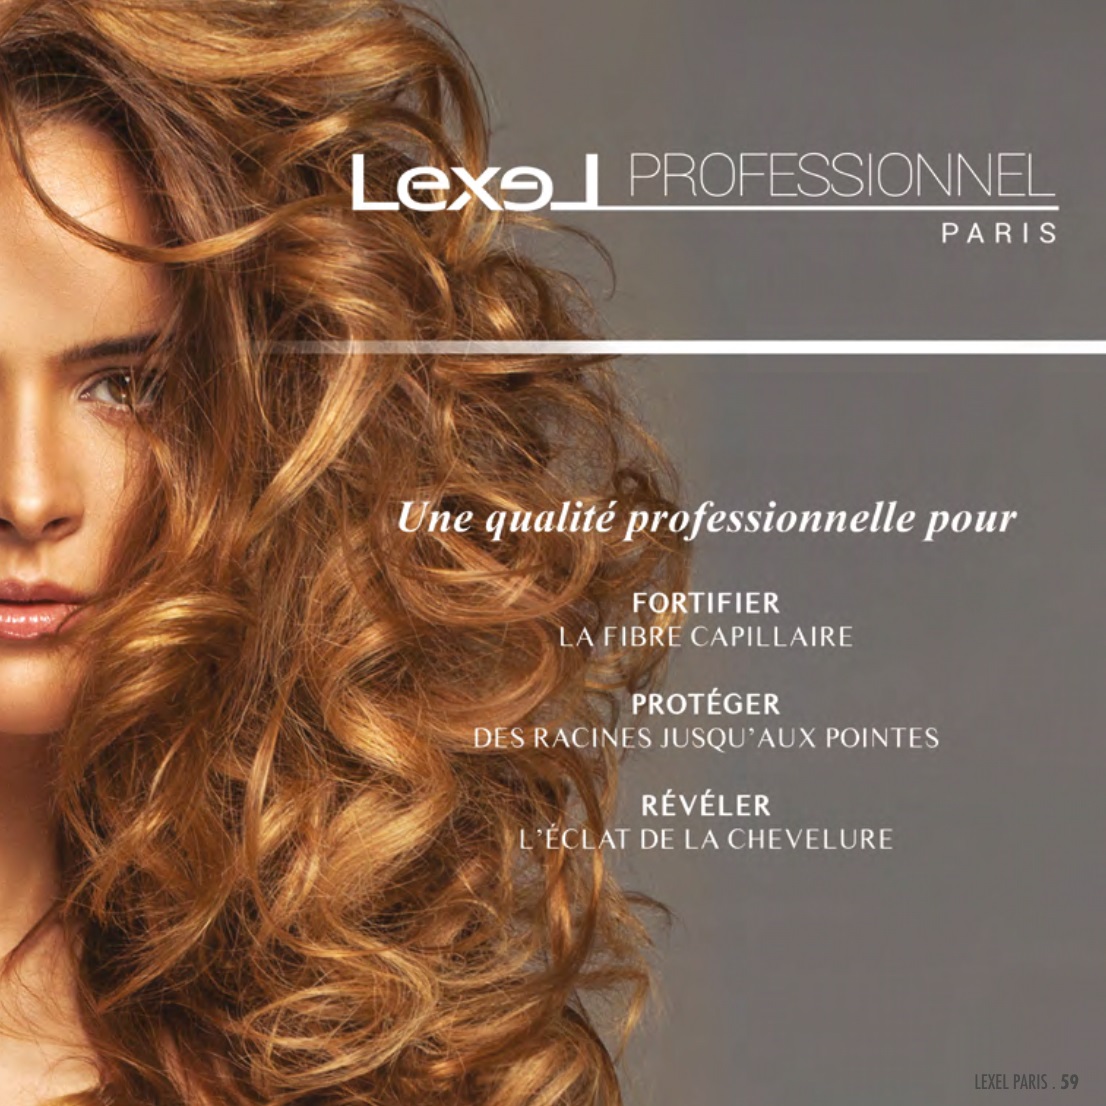 Lexel PROFESSIONNEL
PARIS
Une qualité professionnelle pour
FORTIFIER
LA FIBRE CAPILLAIRE
PROTÉGER
DES RACINES JUSQU'AUX POINTES
RÉVÉLER
L'ÉCLAT DE LA CHEVELURE
LEXEL PARIS . 59